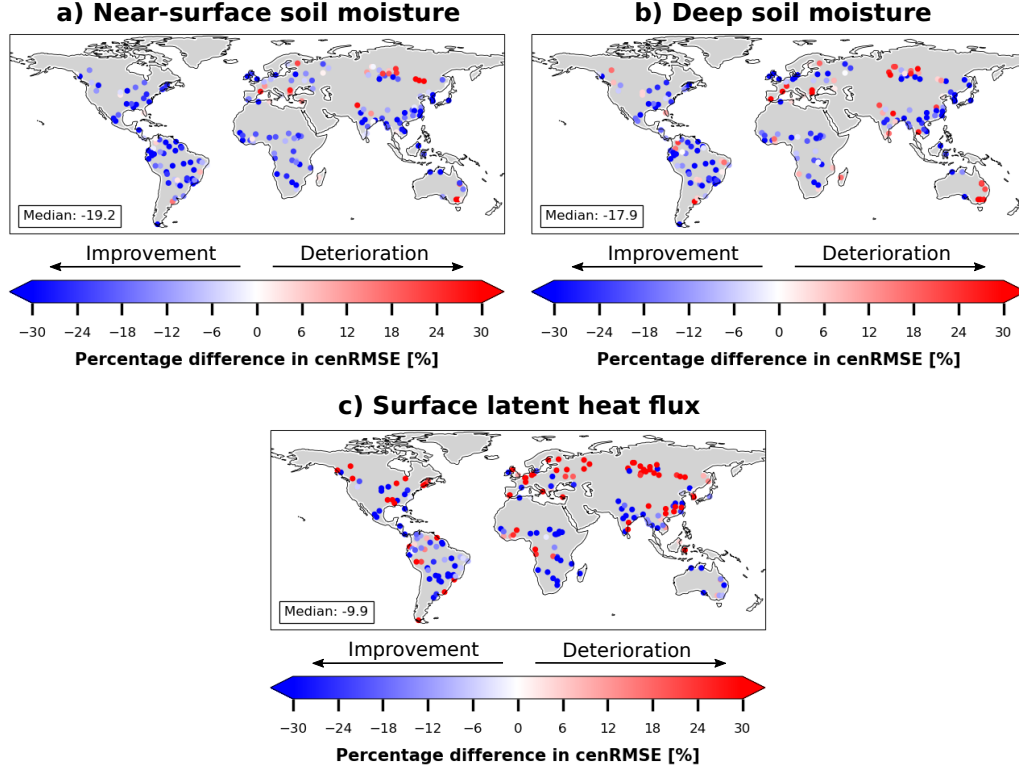 a) Near-surface soil moisture
b) Deep soil moisture
Median: -19.2
Median: -17.9
Improvement Deterioration
Improvement Deterioration
−30 −24 −18 −12 −6 0 6 12 18 24 30
−30 −24 −18 −12 −6 0 6 12 18 24 30
Percentage difference in cenRMSE [%]
Percentage difference in cenRMSE [%]
c) Surface latent heat flux
Median: -9.9
Improvement Deterioration
−30 −24 −18 −12 −6 0 6 12 18 24 30
Percentage difference in cenRMSE [%]